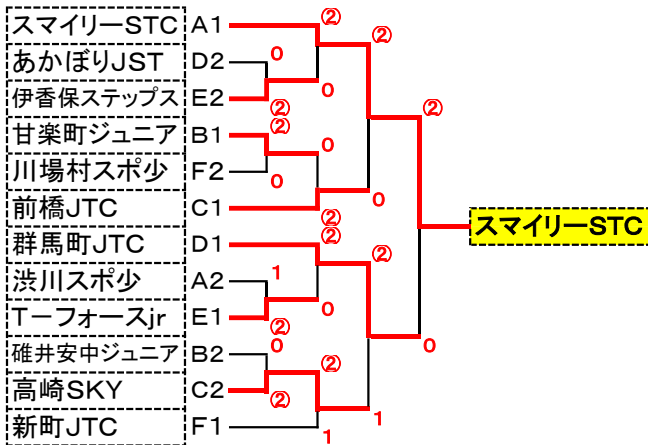 スマイリーSTC A1 ② ②
あかぼりJST D2 0
伊香保ステップス E2 ② 0 ②
甘楽町ジュニア B1 ② 0
川場村スポ少 F2 0
前橋JTC C1 ② 0
群馬町JTC D1 ② ② スマイリーSTC
渋川スポ少 A2 1
T－フォースjr E1 ② 0
碓井安中ジュニア B2 0 ② 0
高崎SKY C2 ②
新町JTC F1 1 1